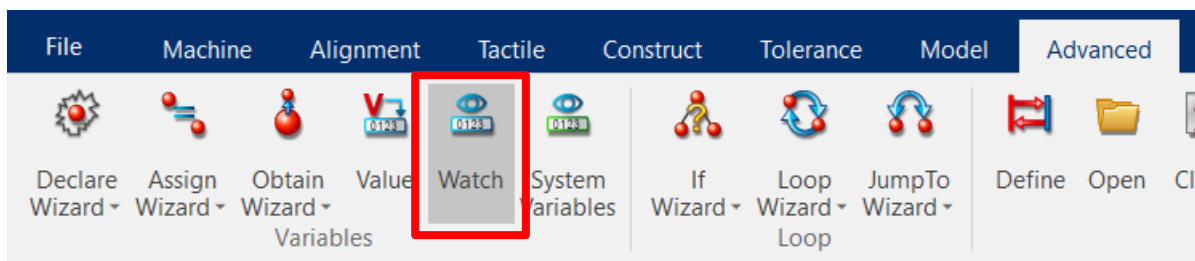 File Machine Alignment Tactile Construct Tolerance Model Advanced
V
0123 0123 0123
Declare Assign Obtain Value Watch System If Loop JumpTo Define Open
Wizard Wizard Wizard Variables Wizard Wizard Wizard
Variables Loop